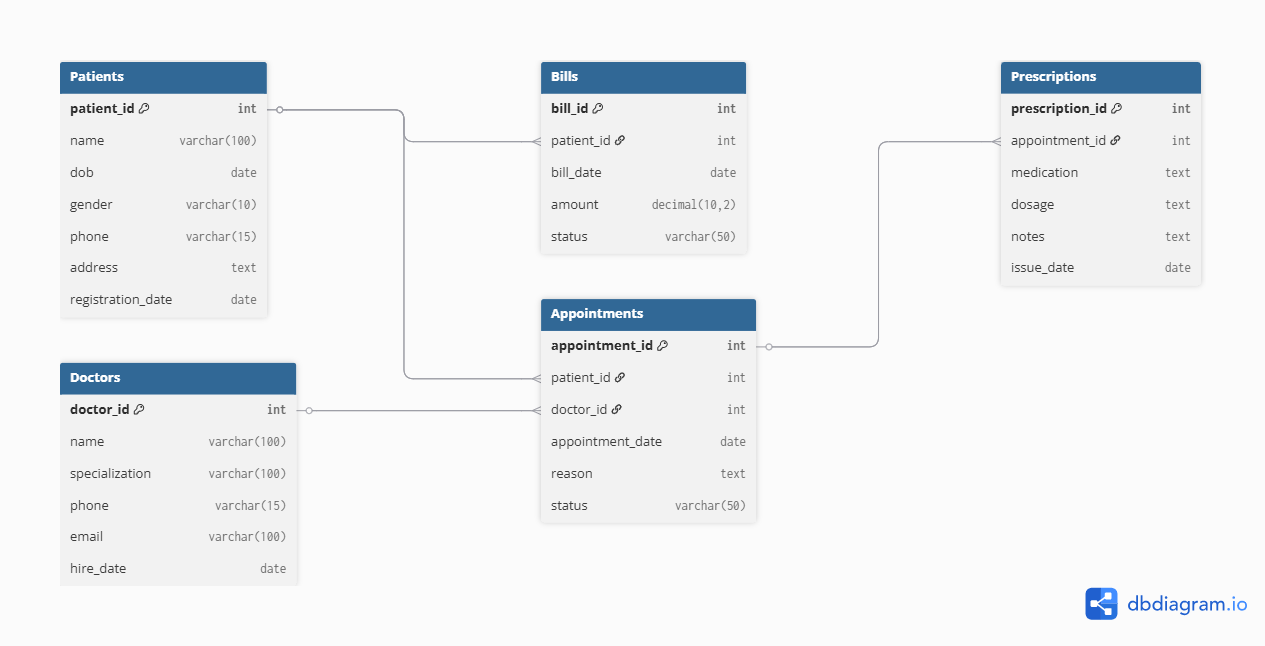 Patients
patient_id int
name varchar(100)
dob date
gender varchar(10)
phone varchar(15)
address text
registration_date date
Doctors
doctor_id int
name varchar(100)
specialization varchar(100)
phone varchar(15)
email varchar(100)
hire_date date
Bills
bill_id int
patient_id int
bill_date date
amount decimal(10,2)
status varchar(50)
Appointments
appointment_id int
patient_id int
doctor_id int
appointment_date date
reason text
status varchar(50)
Prescriptions
prescription_id int
appointment_id int
medication text
dosage text
notes text
issue_date date
dbdiagram.io